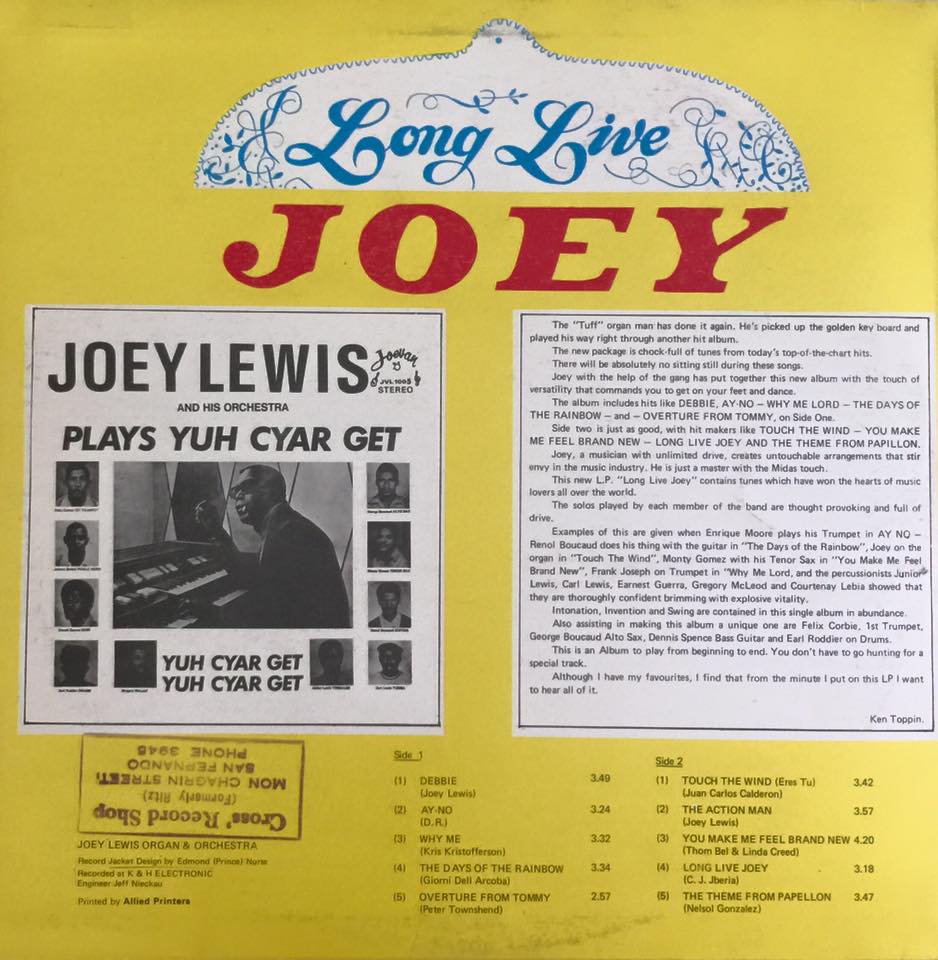 Long Live
JOEY
JOEY LEWIS
Joevan
JVL 1005
STEREO
AND HIS ORCHESTRA
PLAYS YUH CYAR GET
YUH CYAR GET
YUH CYAR GET
The "Tuff" organ man has done it again. He's picked up the golden key board and
played his way right through another hit album.
The new package is chock-full of tunes from today's top-of-the-chart hits.
There will be absolutely no sitting still during these songs.
Joey with the help of the gang has put together this new album with the touch of
versatility that commands you to get on your feet and dance.
The album includes hits like DEBBIE, AY-NO – WHY ME LORD – THE DAYS OF
THE RAINBOW – and – OVERTURE FROM TOMMY, on Side One.
Side two is just as good, with hit makers like TOUCH THE WIND – YOU MAKE
ME FEEL BRAND NEW – LONG LIVE JOEY AND THE THEME FROM PAPILLON.
Joey, a musician with unlimited drive, creates untouchable arrangements that stir
envy in the music industry. He is just a master with the Midas touch.
This new L.P. "Long Live Joey" contains tunes which have won the hearts of music
lovers all over the world.
The solos played by each member of the band are thought provoking and full of
drive.
Examples of this are given when Enrique Moore plays his Trumpet in AY NO –
Renol Boucaud does his thing with the guitar in "The Days of the Rainbow", Joey on the
organ in "Touch The Wind", Monty Gomez with his Tenor Sax in "You Make Me Feel
Brand New", Frank Joseph on Trumpet in "Why Me Lord, and the percussionists Junior
Lewis, Carl Lewis, Earnest Guerra, Gregory McLeod and Courtenay Lebia showed that
they are thoroughly confident brimming with explosive vitality.
Intonation, Invention and Swing are contained in this single album in abundance.
Also assisting in making this album a unique one are Felix Corbie, 1st Trumpet,
George Boucaud Alto Sax, Dennis Spence Bass Guitar and Earl Roddier on Drums.
This is an Album to play from beginning to end. You don't have to go hunting for a
special track.
Although I have my favourites, I find that from the minute I put on this LP I want
to hear all of it.
Ken Toppin.
Cross' Record Shop
(Formerly Ritz)
MON CHAGRIN STREET,
SAN FERNANDO
PHONE 3946
JOEY LEWIS ORGAN & ORCHESTRA
Record Jacket Design by Edmond (Prince) Norse
Recorded at K & H ELECTRONIC
Engineer Jeff Nieckau
Printed by Allied Printers
Side 1
(1) DEBBIE 3.49
(Joey Lewis)
(2) AY-NO 3.24
(D.R.)
(3) WHY ME 3.32
(Kris Kristofferson)
(4) THE DAYS OF THE RAINBOW 3.34
(Giorni Dell Arcoba)
(5) OVERTURE FROM TOMMY 2.57
(Peter Townshend)
Side 2
(1) TOUCH THE WIND (Eres Tu) 3.42
(Juan Carlos Calderon)
(2) THE ACTION MAN 3.57
(Joey Lewis)
(3) YOU MAKE ME FEEL BRAND NEW 4.20
(Thom Bel & Linda Creed)
(4) LONG LIVE JOEY 3.18
(C. J. Jberia)
(5) THE THEME FROM PAPELLON 3.47
(Nelsol Gonzalez)